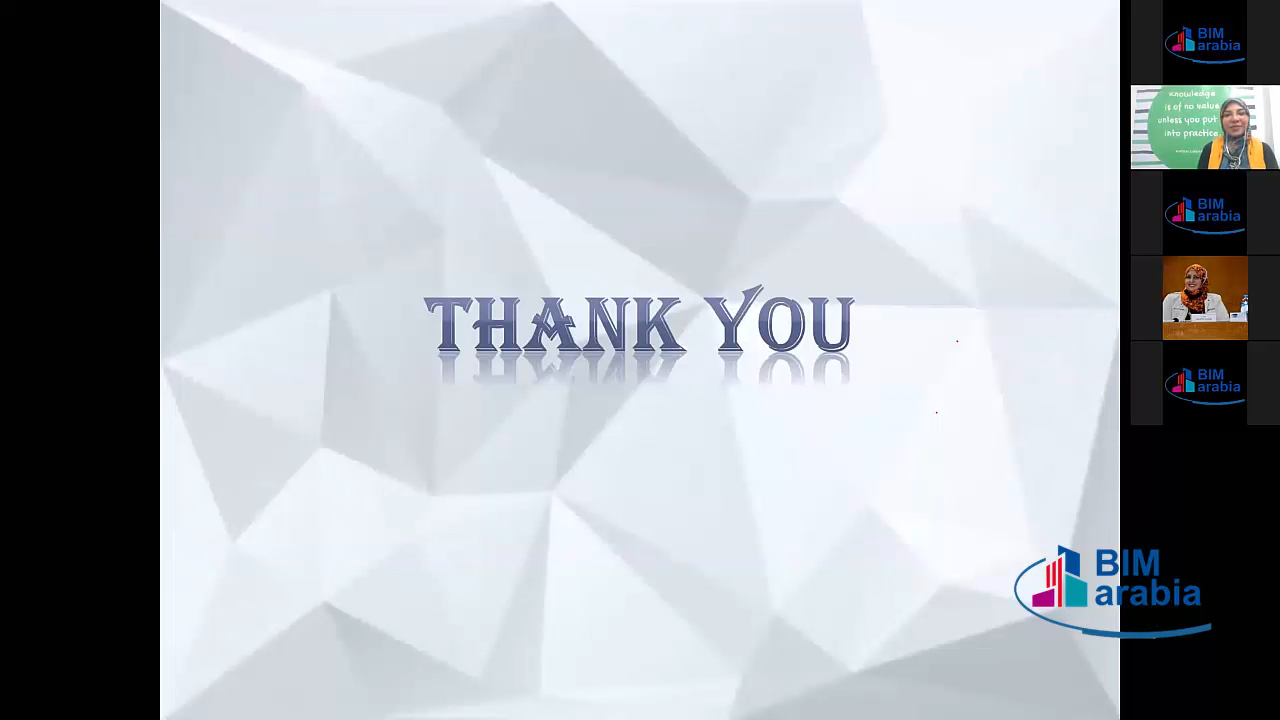 THANK YOU
BIM
arabia
knowledge
is of no value
unless you put
into practice
BIM
arabia
BIM
arabia
BIM
arabia